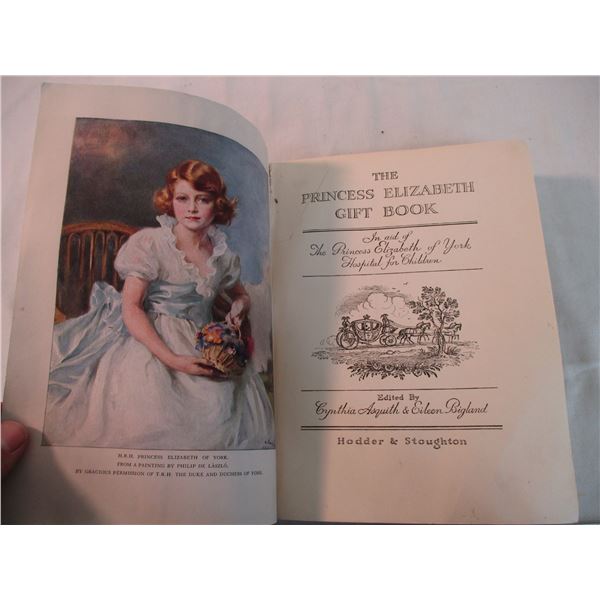 H.R.H. PRINCESS ELIZABETH OF YORK.
FROM A PAINTING BY PHILIP DE LÁSZLÓ,
BY GRACIOUS PERMISSION OF T.R.H. THE DUKE AND DUCHESS OF YORK.
THE
PRINCESS ELIZABETH
GIFT BOOK
In aid of
The Princess Elizabeth of York
Hospital for Children
Edited By
Cynthia Asquith & Eileen Bigland
Hodder & Stoughton